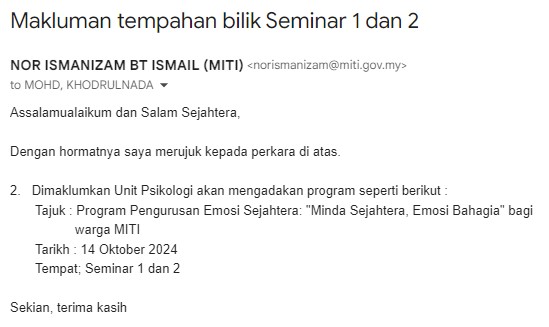 Makluman tempahan bilik Seminar 1 dan 2
NOR ISMANIZAM BT ISMAIL (MITI) <norismanizam@miti.gov.my>
to MOHD, KHODRULNADA
Assalamualaikum dan Salam Sejahtera,
Dengan hormatnya saya merujuk kepada perkara di atas.
2. Dimaklumkan Unit Psikologi akan mengadakan program seperti berikut :
Tajuk : Program Pengurusan Emosi Sejahtera: "Minda Sejahtera, Emosi Bahagia" bagi
warga MITI
Tarikh : 14 Oktober 2024
Tempat; Seminar 1 dan 2
Sekian, terima kasih